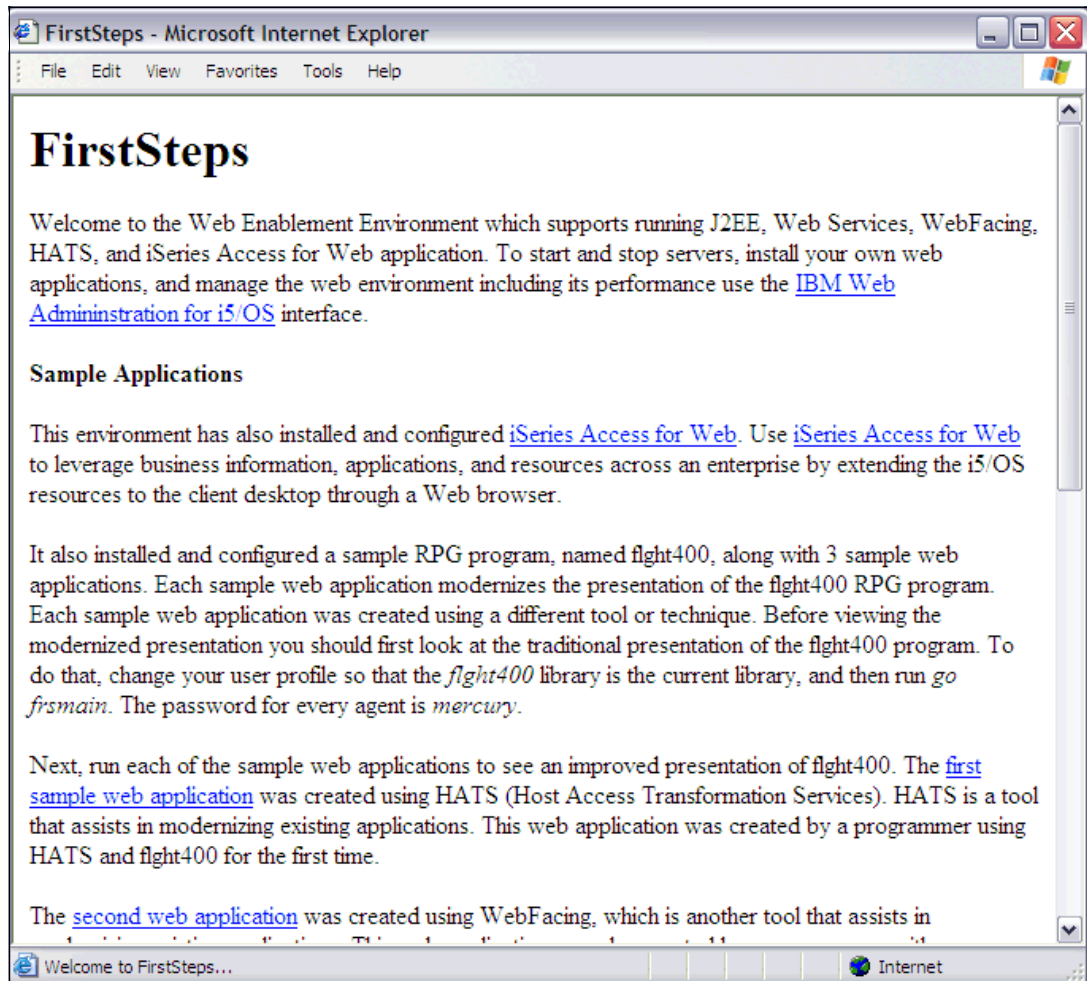 FirstSteps - Microsoft Internet Explorer
File Edit View Favorites Tools Help
FirstSteps
Welcome to the Web Enablement Environment which supports running J2EE, Web Services, WebFacing,
HATS, and iSeries Access for Web application. To start and stop servers, install your own web
applications, and manage the web environment including its performance use the IBM Web
Admininstration for i5/OS interface.
Sample Applications
This environment has also installed and configured iSeries Access for Web. Use iSeries Access for Web
to leverage business information, applications, and resources across an enterprise by extending the i5/OS
resources to the client desktop through a Web browser.
It also installed and configured a sample RPG program, named flght400, along with 3 sample web
applications. Each sample web application modernizes the presentation of the flght400 RPG program.
Each sample web application was created using a different tool or technique. Before viewing the
modernized presentation you should first look at the traditional presentation of the flght400 program. To
do that, change your user profile so that the flght400 library is the current library, and then run go
frsmain. The password for every agent is mercury.
Next, run each of the sample web applications to see an improved presentation of flght400. The first
sample web application was created using HATS (Host Access Transformation Services). HATS is a tool
that assists in modernizing existing applications. This web application was created by a programmer using
HATS and flght400 for the first time.
The second web application was created using WebFacing, which is another tool that assists in
Welcome to FirstSteps...
Internet